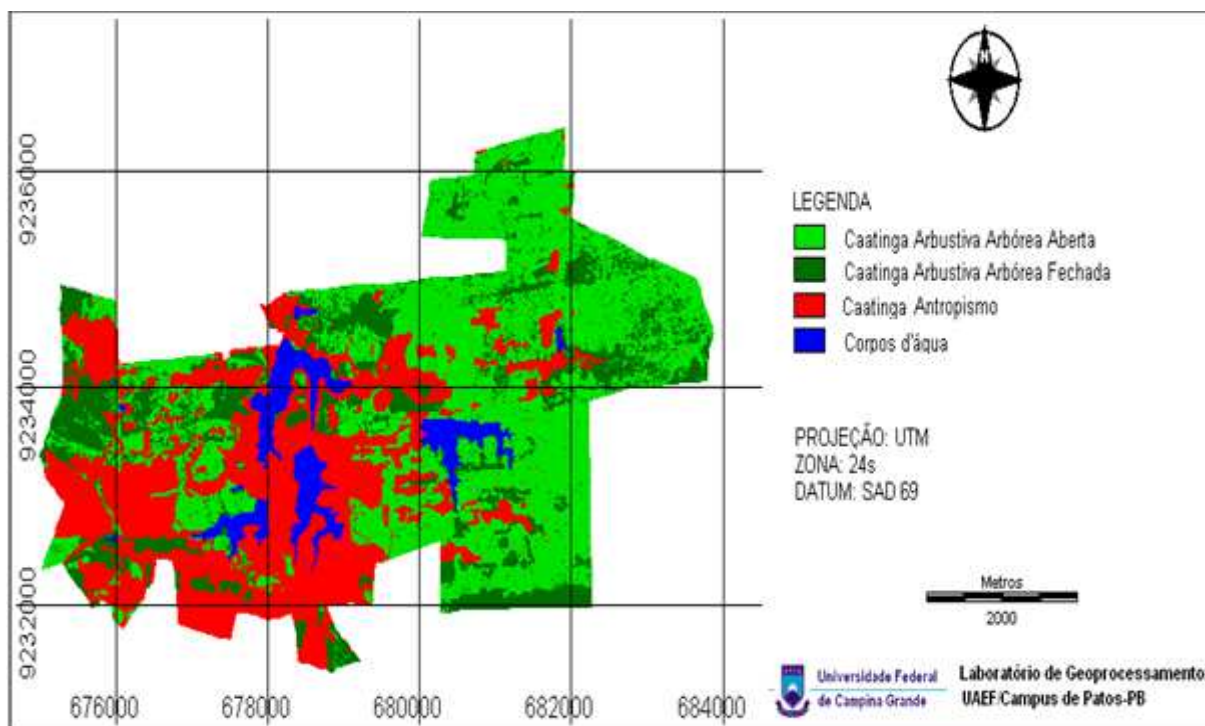 9236000
9234000
9232000
676000
678000
680000
682000
684000
N
LEGENDA
Caatinga Arbustiva Arbórea Aberta
Caatinga Arbustiva Arbórea Fechada
Caatinga Antropismo
Corpos d'äqua
PROJEÇÃO: UTM
ZONA: 24s
DATUM: SAD 69
Metros
2000
Universidade Federal
de Campina Grande
Laboratório de Geoprocessamento
UAEF/Campus de Patos-PB